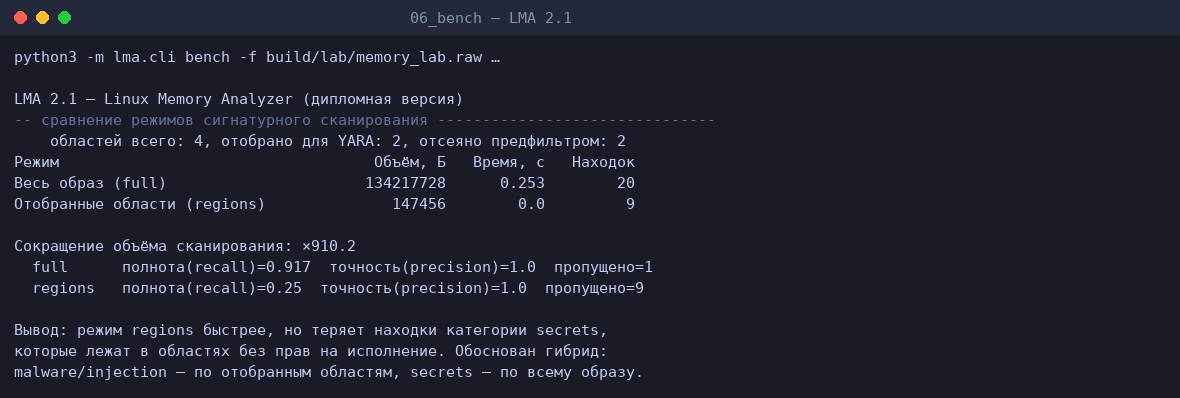 06_bench — LMA 2.1
python3 -m lma.cli bench -f build/lab/memory_lab.raw …
LMA 2.1 — Linux Memory Analyzer (дипломная версия)
-- сравнение режимов сигнатурного сканирования -------------------------------
областей всего: 4, отобрано для YARA: 2, отсеяно предфильтром: 2
Режим Объём, Б Время, с Находок
Весь образ (full) 134217728 0.253 20
Отобранные области (regions) 147456 0.0 9
Сокращение объёма сканирования: ×910.2
full полнота(recall)=0.917 точность(precision)=1.0 пропущено=1
regions полнота(recall)=0.25 точность(precision)=1.0 пропущено=9
Вывод: режим regions быстрее, но теряет находки категории secrets,
которые лежат в областях без прав на исполнение. Обоснован гибрид:
malware/injection — по отобранным областям, secrets — по всему образу.